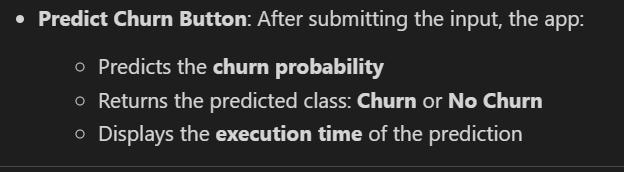 Predict Churn Button: After submitting the input, the app:
Predicts the churn probability
Returns the predicted class: Churn or No Churn
Displays the execution time of the prediction